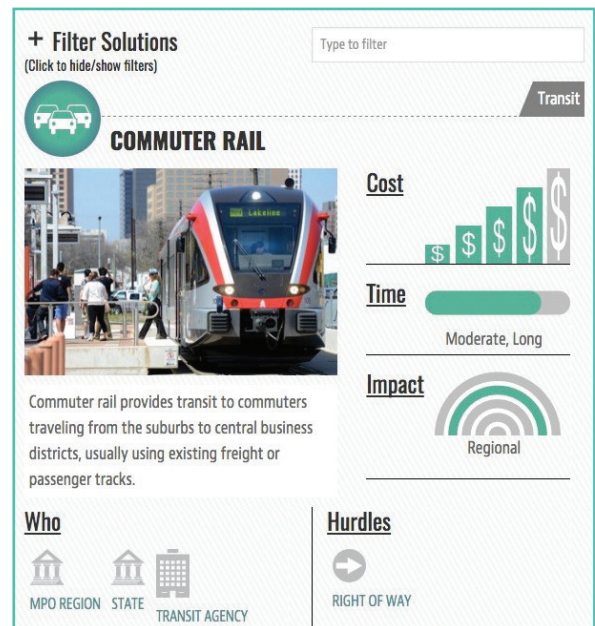 + Filter Solutions
(Click to hide/show filters)
Type to filter
Transit
COMMUTER RAIL
Lakeline
Cost
$ $ $ $ $
Time
Moderate, Long
Impact
Regional
Commuter rail provides transit to commuters
traveling from the suburbs to central business
districts, usually using existing freight or
passenger tracks.
Who
MPO REGION STATE TRANSIT AGENCY
Hurdles
RIGHT OF WAY